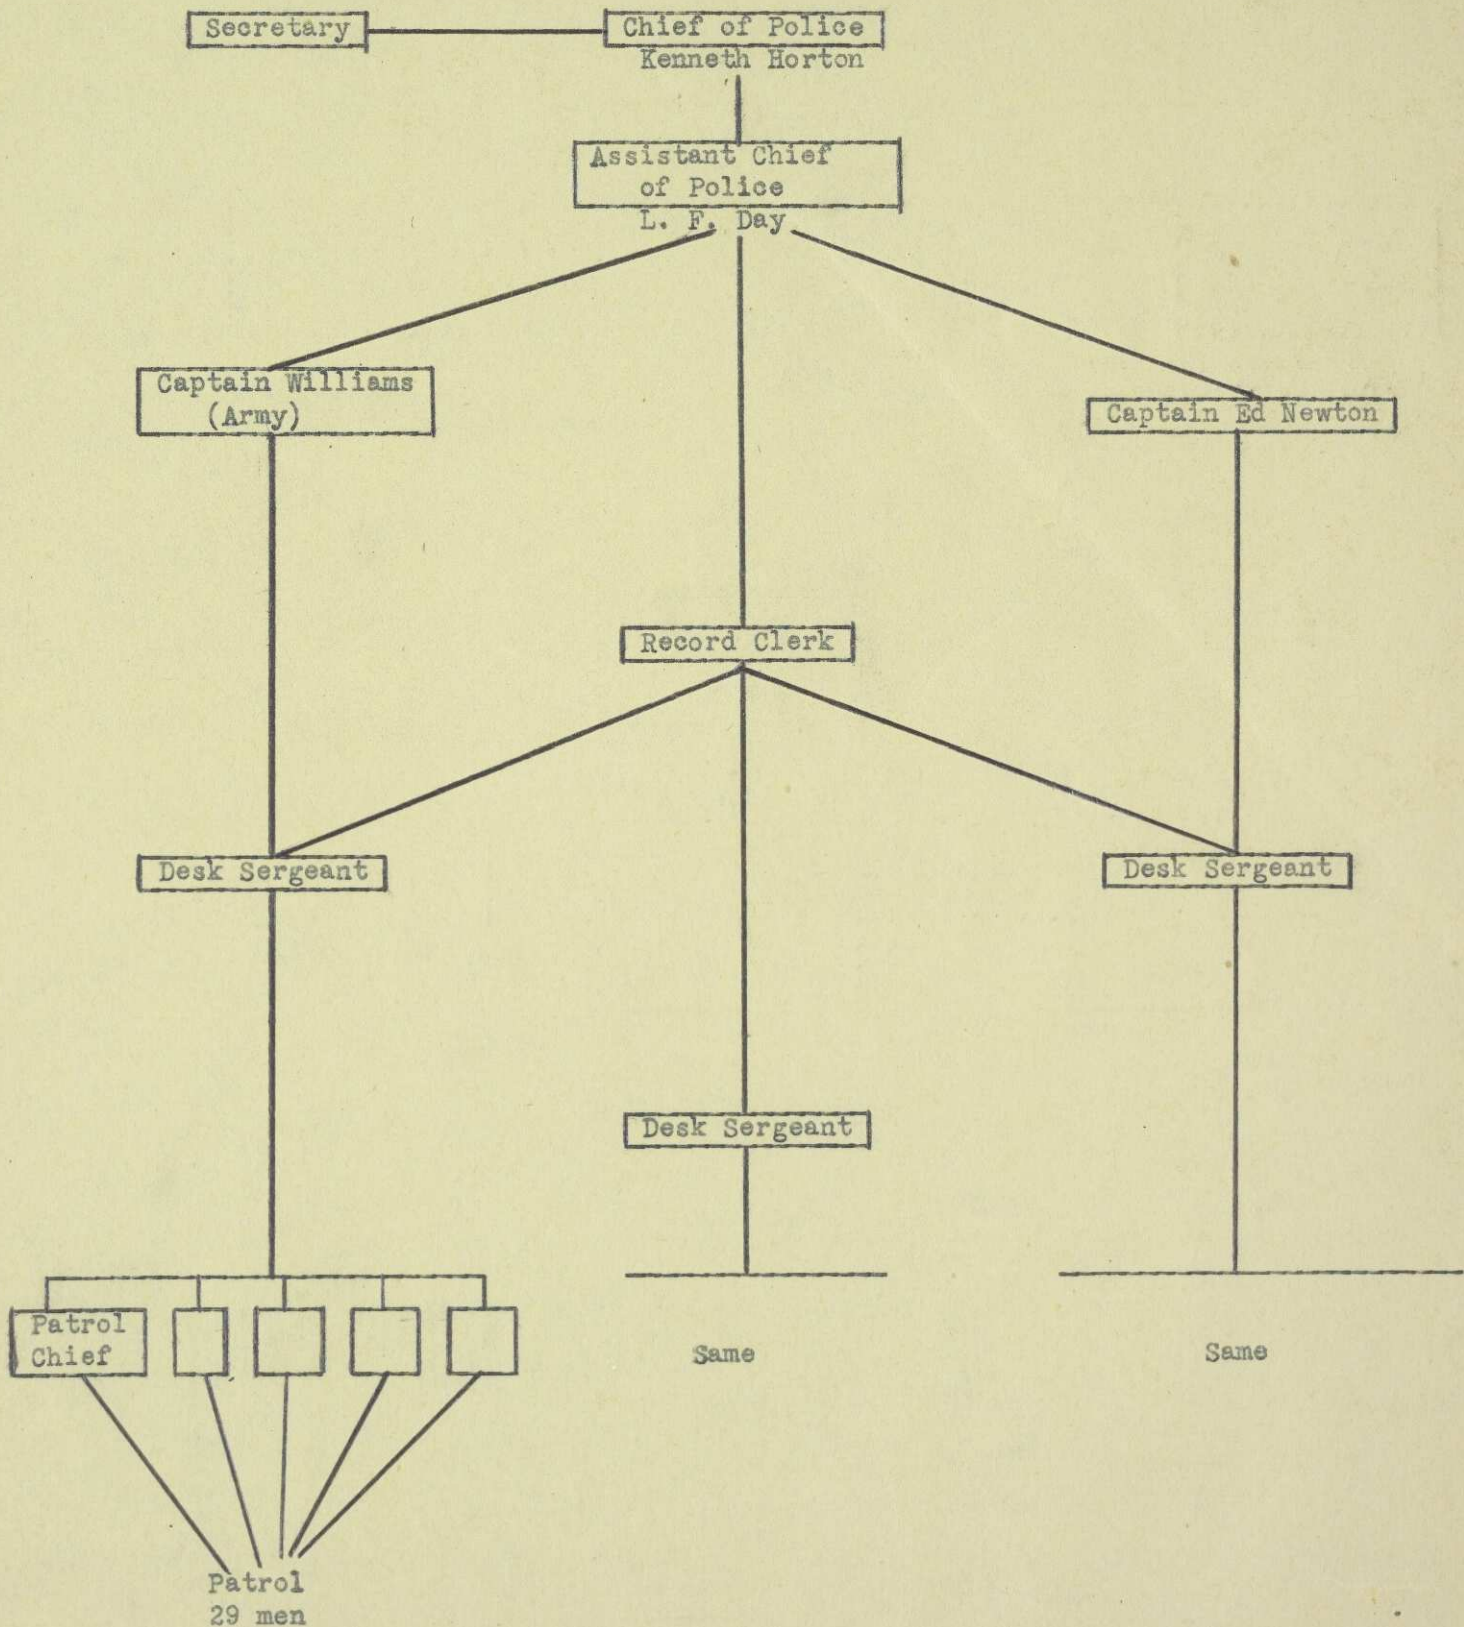 Secretary
Chief of Police
Kenneth Horton
Assistant Chief
of Police
L. F. Day
Captain Williams
(Army)
Captain Ed Newton
Record Clerk
Desk Sergeant
Desk Sergeant
Desk Sergeant
Patrol
Chief
Same
Same
Patrol
29 men